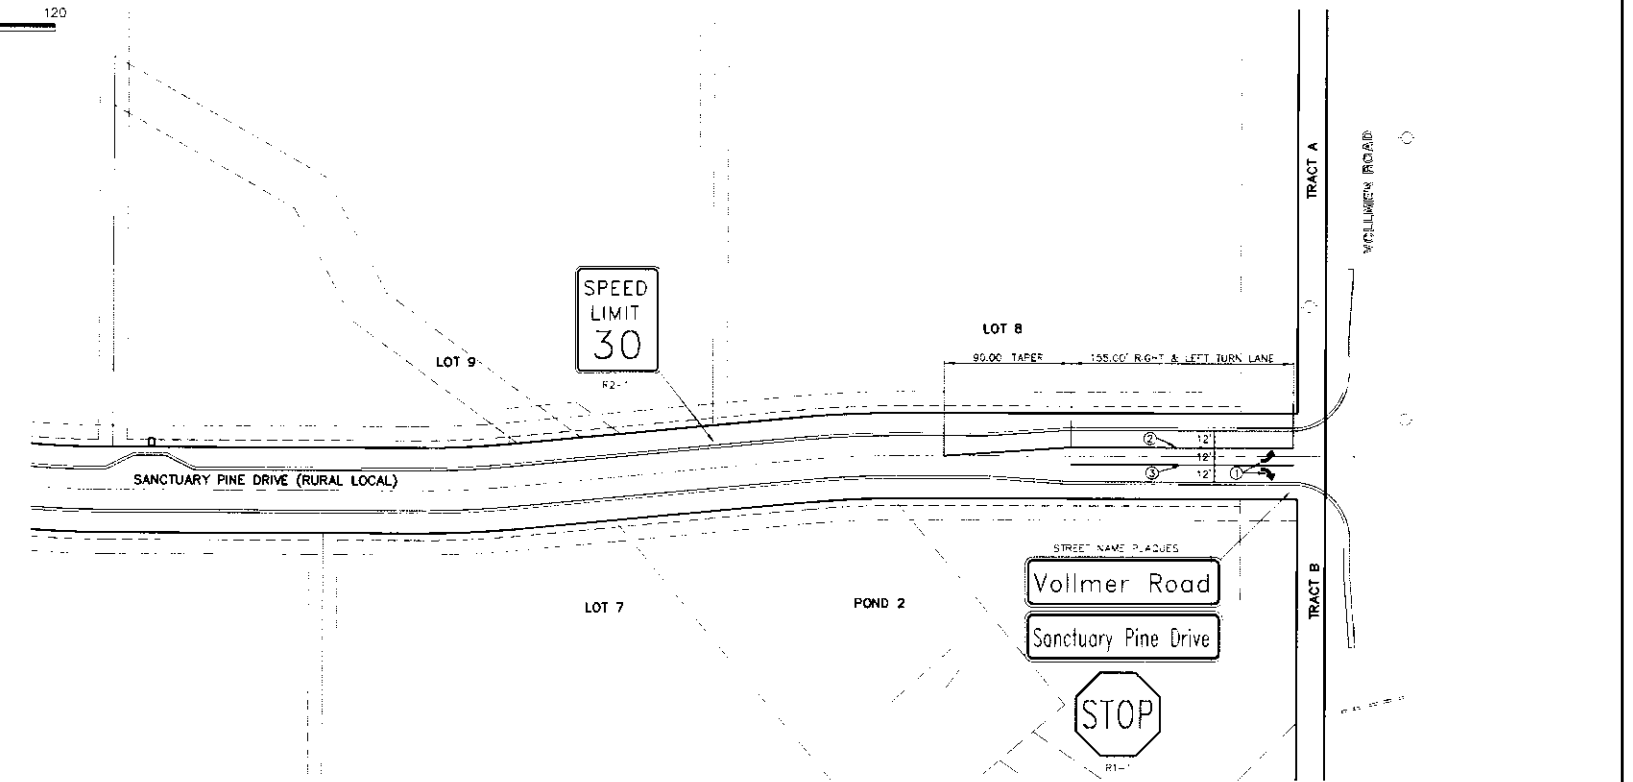 120
TRACT A
VOLLMER ROAD
SPEED
LIMIT
30
R2-1
LOT 8
LOT 9
90.00' TAPER
155.00' RIGHT & LEFT TURN LANE
2
12'
12'
3
12'
1
SANCTUARY PINE DRIVE (RURAL LOCAL)
STREET NAME PLAQUES
Vollmer Road
Sanctuary Pine Drive
STOP
R1-1
LOT 7
POND 2
TRACT B